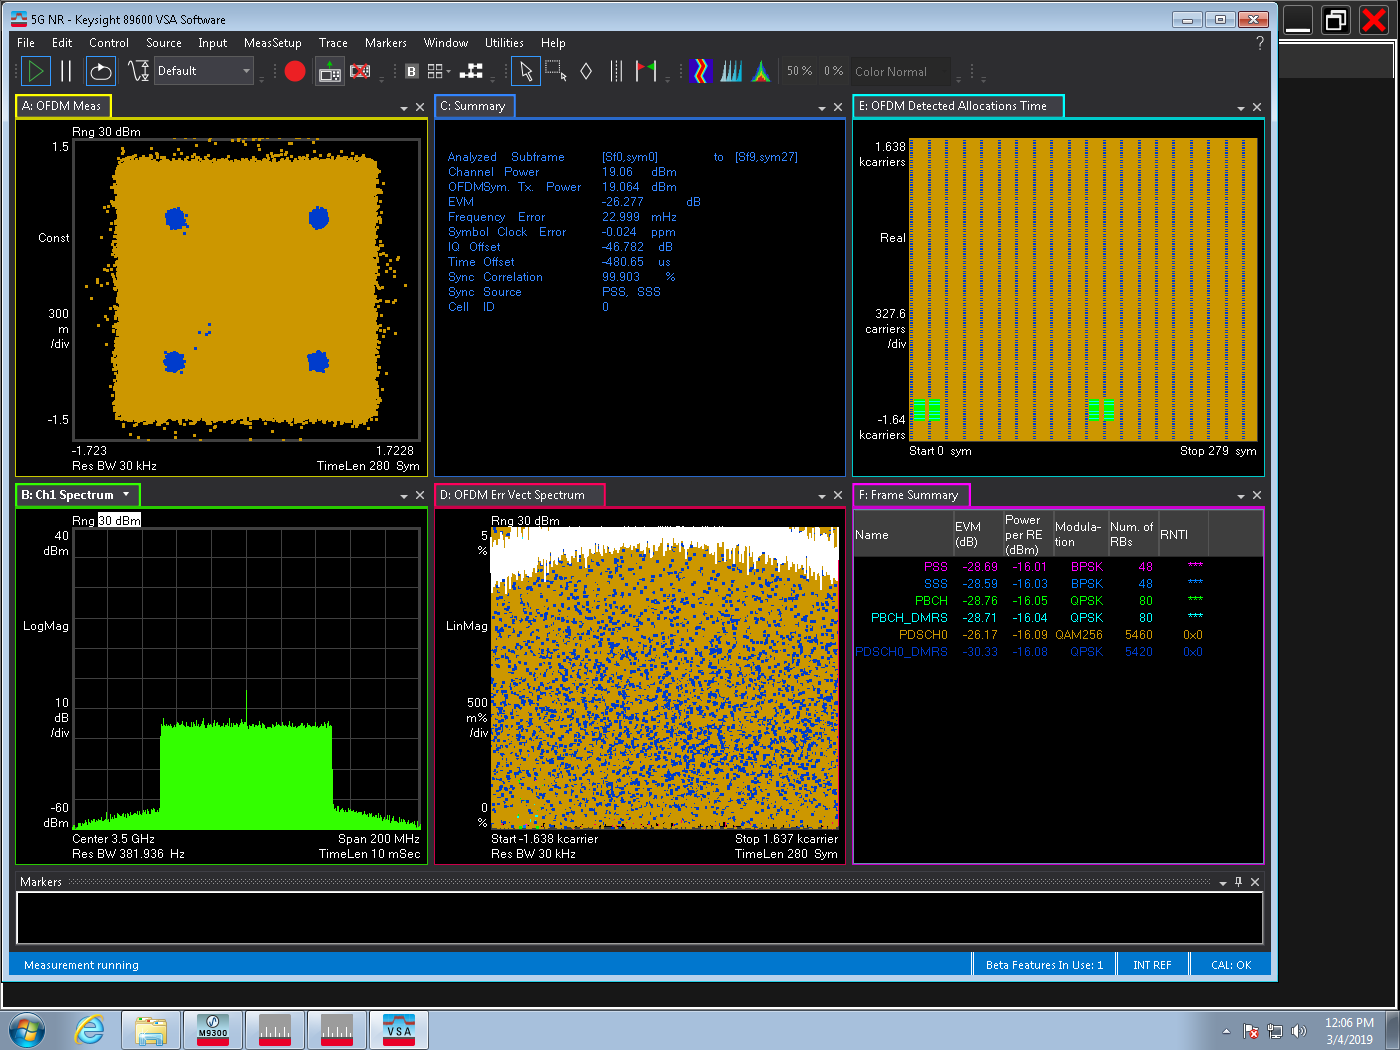 5G NR - Keysight 89600 VSA Software
File Edit Control Source Input MeasSetup Trace Markers Window Utilities Help ?
Default B 50 % 0 % Color Normal
A: OFDM Meas
Rng 30 dBm
1.5
Const
300
m
/div
-1.5
-1.723 1.7228
Res BW 30 kHz TimeLen 280 Sym
C: Summary
Analyzed Subframe [Sf0,sym0] to [Sf9,sym27]
Channel Power 19.06 dBm
OFDMSym. Tx. Power 19.064 dBm
EVM -26.277 dB
Frequency Error 22.999 mHz
Symbol Clock Error -0.024 ppm
IQ Offset -46.782 dB
Time Offset -480.65 us
Sync Correlation 99.903 %
Sync Source PSS, SSS
Cell ID 0
E: OFDM Detected Allocations Time
1.638
kcarriers
Real
327.6
carriers
/div
-1.64
kcarriers
Start 0 sym Stop 279 sym
B: Ch1 Spectrum
Rng 30 dBm
40
dBm
LogMag
10
dB
/div
-60
dBm
Center 3.5 GHz Span 200 MHz
Res BW 381.936 Hz TimeLen 10 mSec
D: OFDM Err Vect Spectrum
Rng 30 dBm
5
%
LinMag
500
m%
/div
0
%
Start -1.638 kcarrier Stop 1.637 kcarrier
Res BW 30 kHz TimeLen 280 Sym
F: Frame Summary
Name EVM (dB) Power per RE (dBm) Modula-tion Num. of RBs RNTI
PSS -28.69 -16.01 BPSK 48 ***
SSS -28.59 -16.03 BPSK 48 ***
PBCH -28.76 -16.05 QPSK 80 ***
PBCH_DMRS -28.71 -16.04 QPSK 80 ***
PDSCH0 -26.17 -16.09 QAM256 5460 0x0
PDSCH0_DMRS -30.33 -16.08 QPSK 5420 0x0
Markers
Measurement running Beta Features In Use: 1 INT REF CAL: OK
M9300
VSA
12:06 PM
3/4/2019